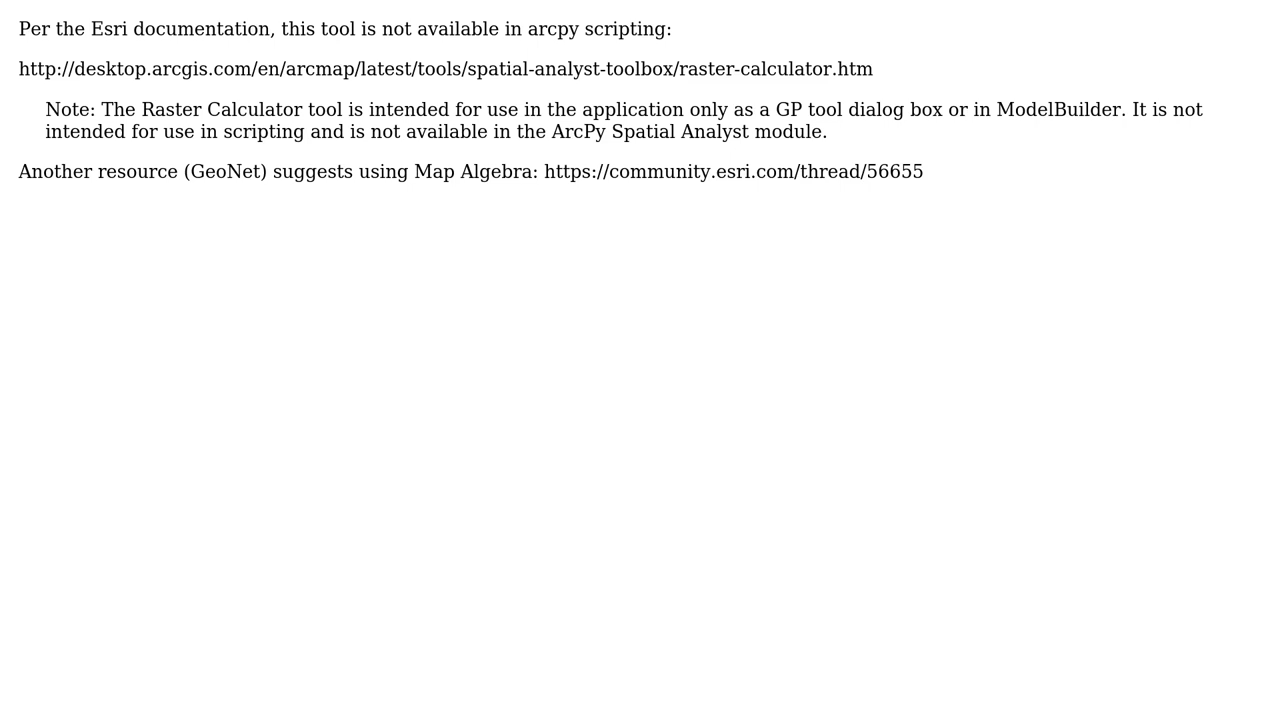 Per the Esri documentation, this tool is not available in arcpy scripting:
http://desktop.arcgis.com/en/arcmap/latest/tools/spatial-analyst-toolbox/raster-calculator.htm
Note: The Raster Calculator tool is intended for use in the application only as a GP tool dialog box or in ModelBuilder. It is not
intended for use in scripting and is not available in the ArcPy Spatial Analyst module.
Another resource (GeoNet) suggests using Map Algebra: https://community.esri.com/thread/56655